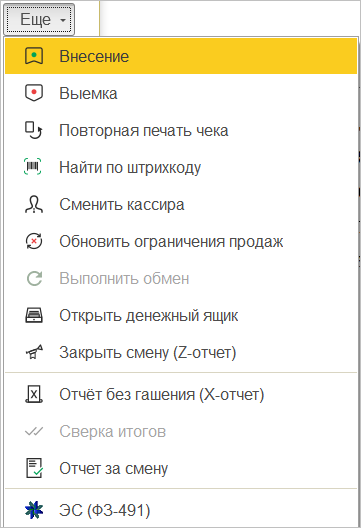 Еще
Внесение
Выемка
Повторная печать чека
Найти по штрихкоду
Сменить кассира
Обновить ограничения продаж
Выполнить обмен
Открыть денежный ящик
Закрыть смену (Z-отчет)
Отчёт без гашения (X-отчет)
Сверка итогов
Отчет за смену
ЭС (ФЗ-491)